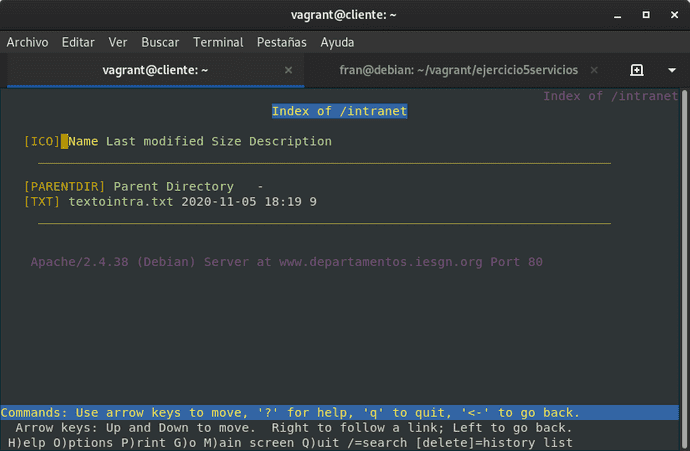 vagrant@cliente: ~
Archivo Editar Ver Buscar Terminal Pestañas Ayuda
vagrant@cliente: ~ × fran@debian: ~/vagrant/ejercicio5servicios ×
Index of /intranet
Index of /intranet
[ICO] Name Last modified Size Description
[PARENTDIR] Parent Directory -
[TXT] textointra.txt 2020-11-05 18:19 9
Apache/2.4.38 (Debian) Server at www.departamentos.iesgn.org Port 80
Commands: Use arrow keys to move, '?' for help, 'q' to quit, '<-' to go back.
Arrow keys: Up and Down to move. Right to follow a link; Left to go back.
H)elp O)ptions P)rint G)o M)ain screen Q)uit /=search [delete]=history list